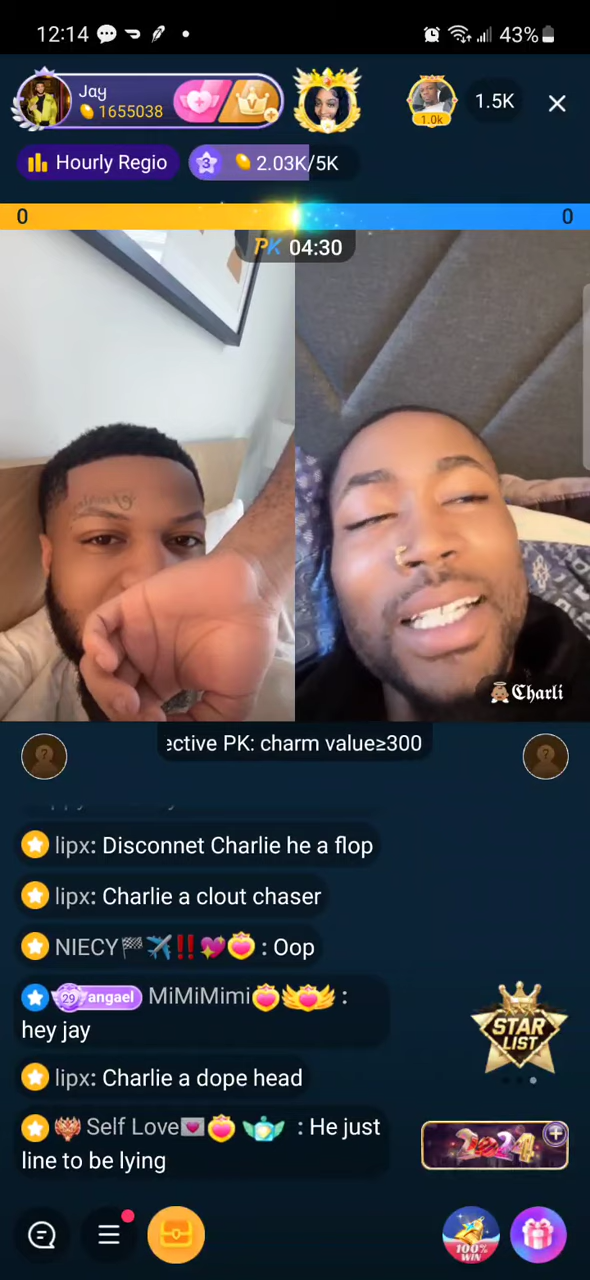 12:14
43%
Jay
1655038
1.0k
1.5K
Hourly Regio
3
2.03K/5K
0
0
PK 04:30
Charli
ective PK: charm value≥300
lipx: Disconnet Charlie he a flop
lipx: Charlie a clout chaser
NIECY🏁✈️‼️💖 : Oop
29 angael MiMiMimi :
hey jay
STAR
LIST
lipx: Charlie a dope head
Self Love💌 : He just
line to be lying
2024
100%
WIN